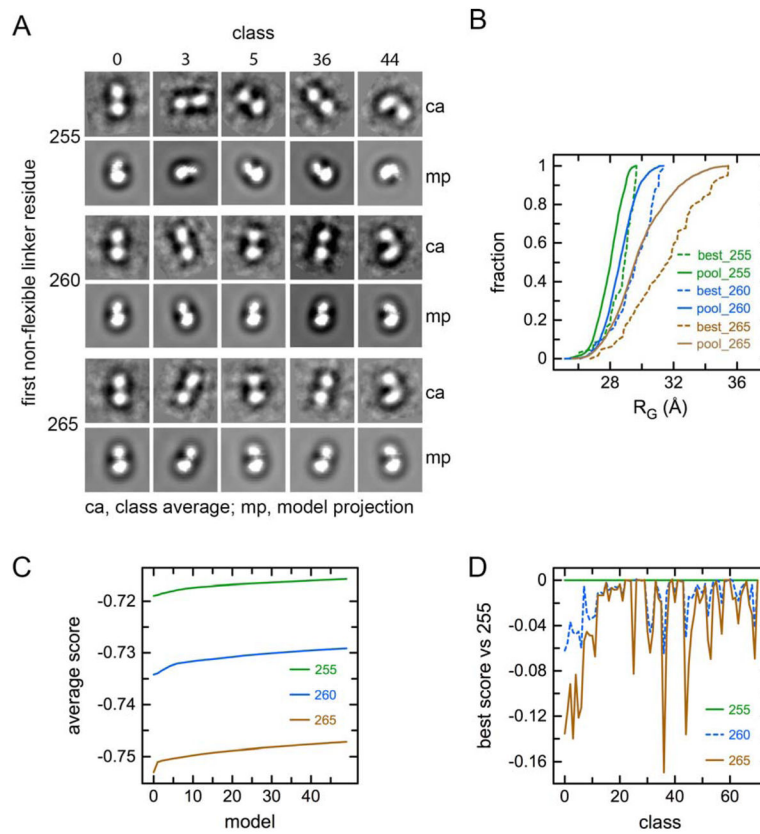 A
class
0 3 5 36 44
first non-flexible linker residue
255
ca
mp
260
ca
mp
265
ca
mp
ca, class average; mp, model projection
B
fraction
1
0.8
0.6
0.4
0.2
0
best_255
pool_255
best_260
pool_260
best_265
pool_265
28 32 36
RG (Å)
C
average score
-0.72
-0.73
-0.74
-0.75
255
260
265
0 10 20 30 40
model
D
best score vs 255
0
-0.04
-0.08
-0.12
-0.16
255
260
265
0 20 40 60
class